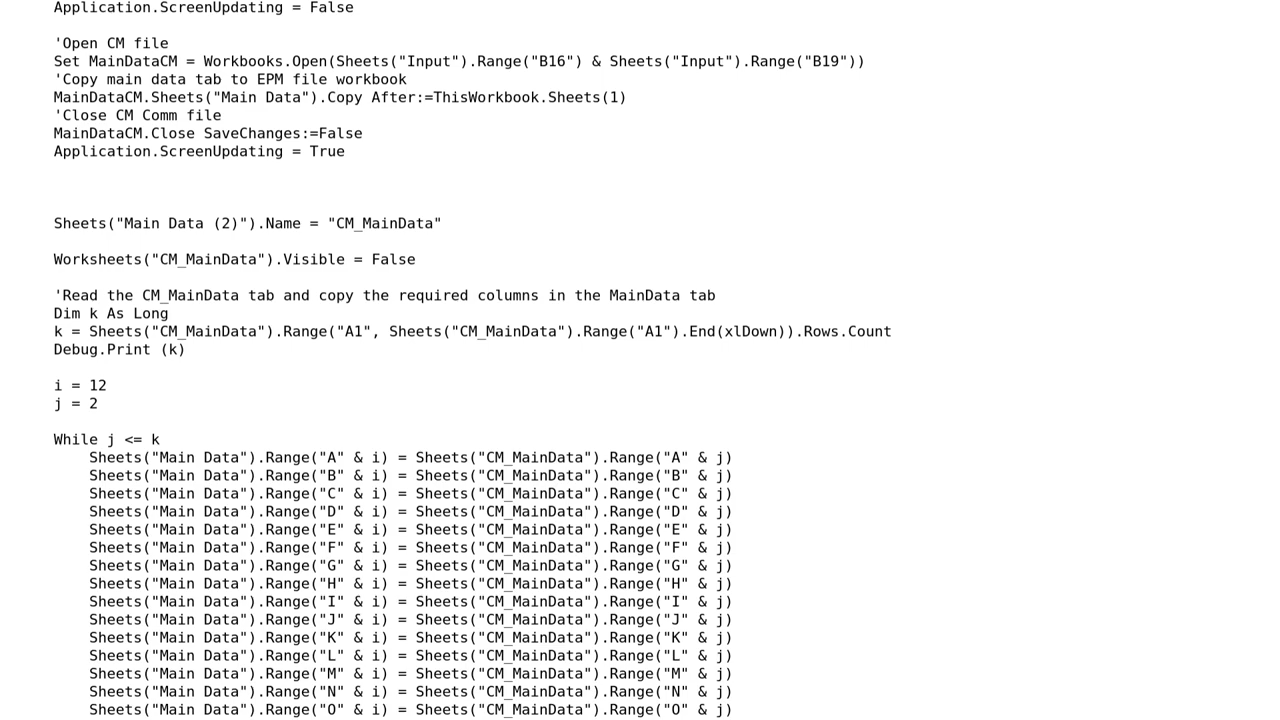 Application.ScreenUpdating = False
'Open CM file
Set MainDataCM = Workbooks.Open(Sheets("Input").Range("B16") & Sheets("Input").Range("B19"))
'Copy main data tab to EPM file workbook
MainDataCM.Sheets("Main Data").Copy After:=ThisWorkbook.Sheets(1)
'Close CM Comm file
MainDataCM.Close SaveChanges:=False
Application.ScreenUpdating = True
Sheets("Main Data (2)").Name = "CM_MainData"
Worksheets("CM_MainData").Visible = False
'Read the CM_MainData tab and copy the required columns in the MainData tab
Dim k As Long
k = Sheets("CM_MainData").Range("A1", Sheets("CM_MainData").Range("A1").End(xlDown)).Rows.Count
Debug.Print (k)
i = 12
j = 2
While j <= k
Sheets("Main Data").Range("A" & i) = Sheets("CM_MainData").Range("A" & j)
Sheets("Main Data").Range("B" & i) = Sheets("CM_MainData").Range("B" & j)
Sheets("Main Data").Range("C" & i) = Sheets("CM_MainData").Range("C" & j)
Sheets("Main Data").Range("D" & i) = Sheets("CM_MainData").Range("D" & j)
Sheets("Main Data").Range("E" & i) = Sheets("CM_MainData").Range("E" & j)
Sheets("Main Data").Range("F" & i) = Sheets("CM_MainData").Range("F" & j)
Sheets("Main Data").Range("G" & i) = Sheets("CM_MainData").Range("G" & j)
Sheets("Main Data").Range("H" & i) = Sheets("CM_MainData").Range("H" & j)
Sheets("Main Data").Range("I" & i) = Sheets("CM_MainData").Range("I" & j)
Sheets("Main Data").Range("J" & i) = Sheets("CM_MainData").Range("J" & j)
Sheets("Main Data").Range("K" & i) = Sheets("CM_MainData").Range("K" & j)
Sheets("Main Data").Range("L" & i) = Sheets("CM_MainData").Range("L" & j)
Sheets("Main Data").Range("M" & i) = Sheets("CM_MainData").Range("M" & j)
Sheets("Main Data").Range("N" & i) = Sheets("CM_MainData").Range("N" & j)
Sheets("Main Data").Range("O" & i) = Sheets("CM_MainData").Range("O" & j)